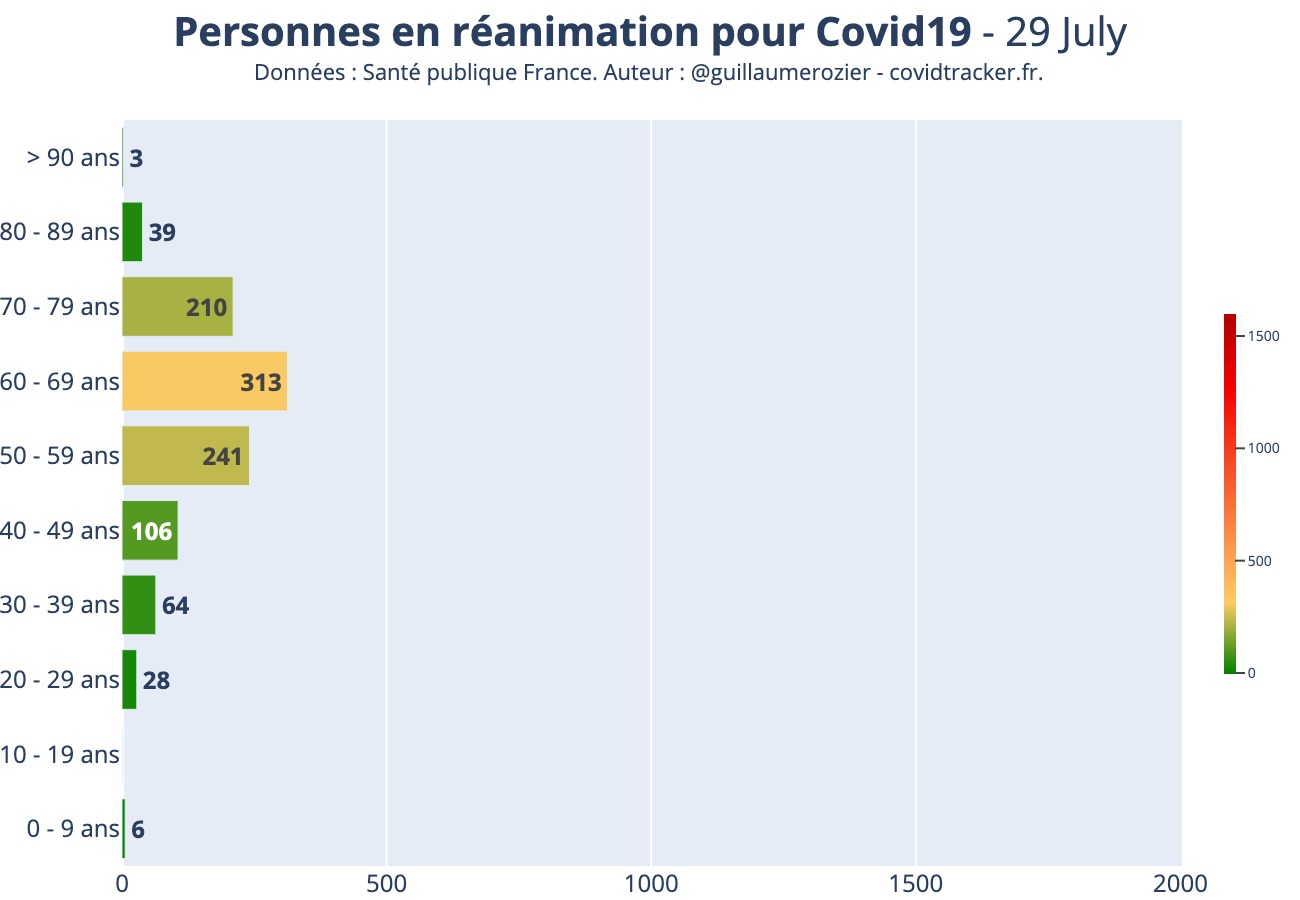 Personnes en réanimation pour Covid19 - 29 July
Données : Santé publique France. Auteur : @guillaumerozier - covidtracker.fr.
> 90 ans 3
80 - 89 ans 39
70 - 79 ans 210
60 - 69 ans 313
50 - 59 ans 241
40 - 49 ans 106
30 - 39 ans 64
20 - 29 ans 28
10 - 19 ans
0 - 9 ans 6
0 500 1000 1500 2000
1500
1000
500
0